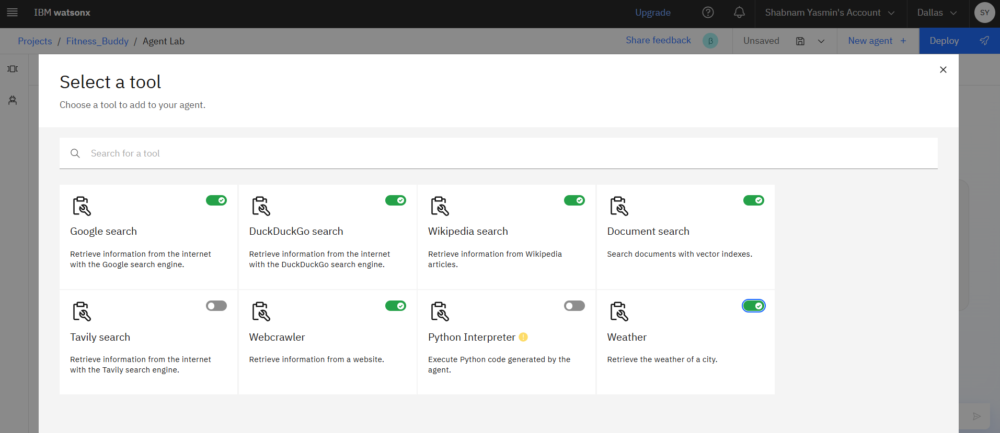 IBM watsonx
Upgrade
Shabnam Yasmin's Account
Dallas
SY
Projects / Fitness_Buddy / Agent Lab
Share feedback
β
Unsaved
New agent +
Deploy
Select a tool
Choose a tool to add to your agent.
Search for a tool
Google search
Retrieve information from the internet
with the Google search engine.
DuckDuckGo search
Retrieve information from the internet
with the DuckDuckGo search engine.
Wikipedia search
Retrieve information from Wikipedia
articles.
Document search
Search documents with vector indexes.
Tavily search
Retrieve information from the internet
with the Tavily search engine.
Webcrawler
Retrieve information from a website.
Python Interpreter
Execute Python code generated by the
agent.
Weather
Retrieve the weather of a city.